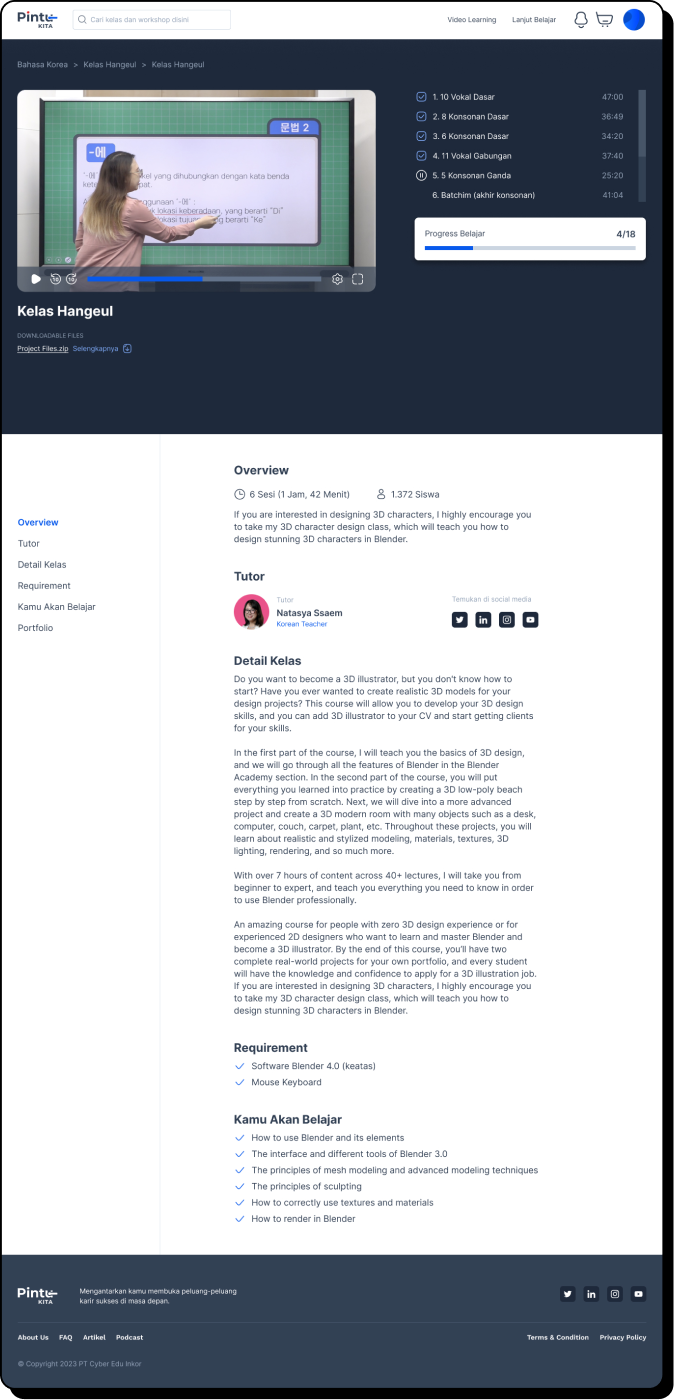 Pintu
KITA
Cari kelas dan workshop disini
Video Learning
Lanjut Belajar
Bahasa Korea > Kelas Hangeul > Kelas Hangeul
문법 2
-에
kel yang dihubungkan dengan kata benda
pat.
nggunaan '-에' :
lokasi keberadaan, yang berarti "Di"
berarti "Ke"
1. 10 Vokal Dasar 47:00
2. 8 Konsonan Dasar 36:49
3. 6 Konsonan Dasar 34:20
4. 11 Vokal Gabungan 37:40
5. 5 Konsonan Ganda 25:20
6. Batchim (akhir konsonan) 41:04
Progress Belajar 4/18
10 10
Kelas Hangeul
DOWNLOADABLE FILES
Project Files.zip Selengkapnya
Overview
Tutor
Detail Kelas
Requirement
Kamu Akan Belajar
Portfolio
Overview
6 Sesi (1 Jam, 42 Menit) 1.372 Siswa
If you are interested in designing 3D characters, I highly encourage you
to take my 3D character design class, which will teach you how to
design stunning 3D characters in Blender.
Tutor
Tutor
Natasya Ssaem
Korean Teacher
Temukan di social media
Detail Kelas
Do you want to become a 3D illustrator, but you don't know how to
start? Have you ever wanted to create realistic 3D models for your
design projects? This course will allow you to develop your 3D design
skills, and you can add 3D illustrator to your CV and start getting clients
for your skills.
In the first part of the course, I will teach you the basics of 3D design,
and we will go through all the features of Blender in the Blender
Academy section. In the second part of the course, you will put
everything you learned into practice by creating a 3D low-poly beach
step by step from scratch. Next, we will dive into a more advanced
project and create a 3D modern room with many objects such as a desk,
computer, couch, carpet, plant, etc. Throughout these projects, you will
learn about realistic and stylized modeling, materials, textures, 3D
lighting, rendering, and so much more.
With over 7 hours of content across 40+ lectures, I will take you from
beginner to expert, and teach you everything you need to know in order
to use Blender professionally.
An amazing course for people with zero 3D design experience or for
experienced 2D designers who want to learn and master Blender and
become a 3D illustrator. By the end of this course, you'll have two
complete real-world projects for your own portfolio, and every student
will have the knowledge and confidence to apply for a 3D illustration job.
If you are interested in designing 3D characters, I highly encourage you
to take my 3D character design class, which will teach you how to
design stunning 3D characters in Blender.
Requirement
Software Blender 4.0 (keatas)
Mouse Keyboard
Kamu Akan Belajar
How to use Blender and its elements
The interface and different tools of Blender 3.0
The principles of mesh modeling and advanced modeling techniques
The principles of sculpting
How to correctly use textures and materials
How to render in Blender
Pintu
KITA
Mengantarkan kamu membuka peluang-peluang
karir sukses di masa depan.
About Us FAQ Artikel Podcast
Terms & Condition Privacy Policy
© Copyright 2023 PT Cyber Edu Inkor